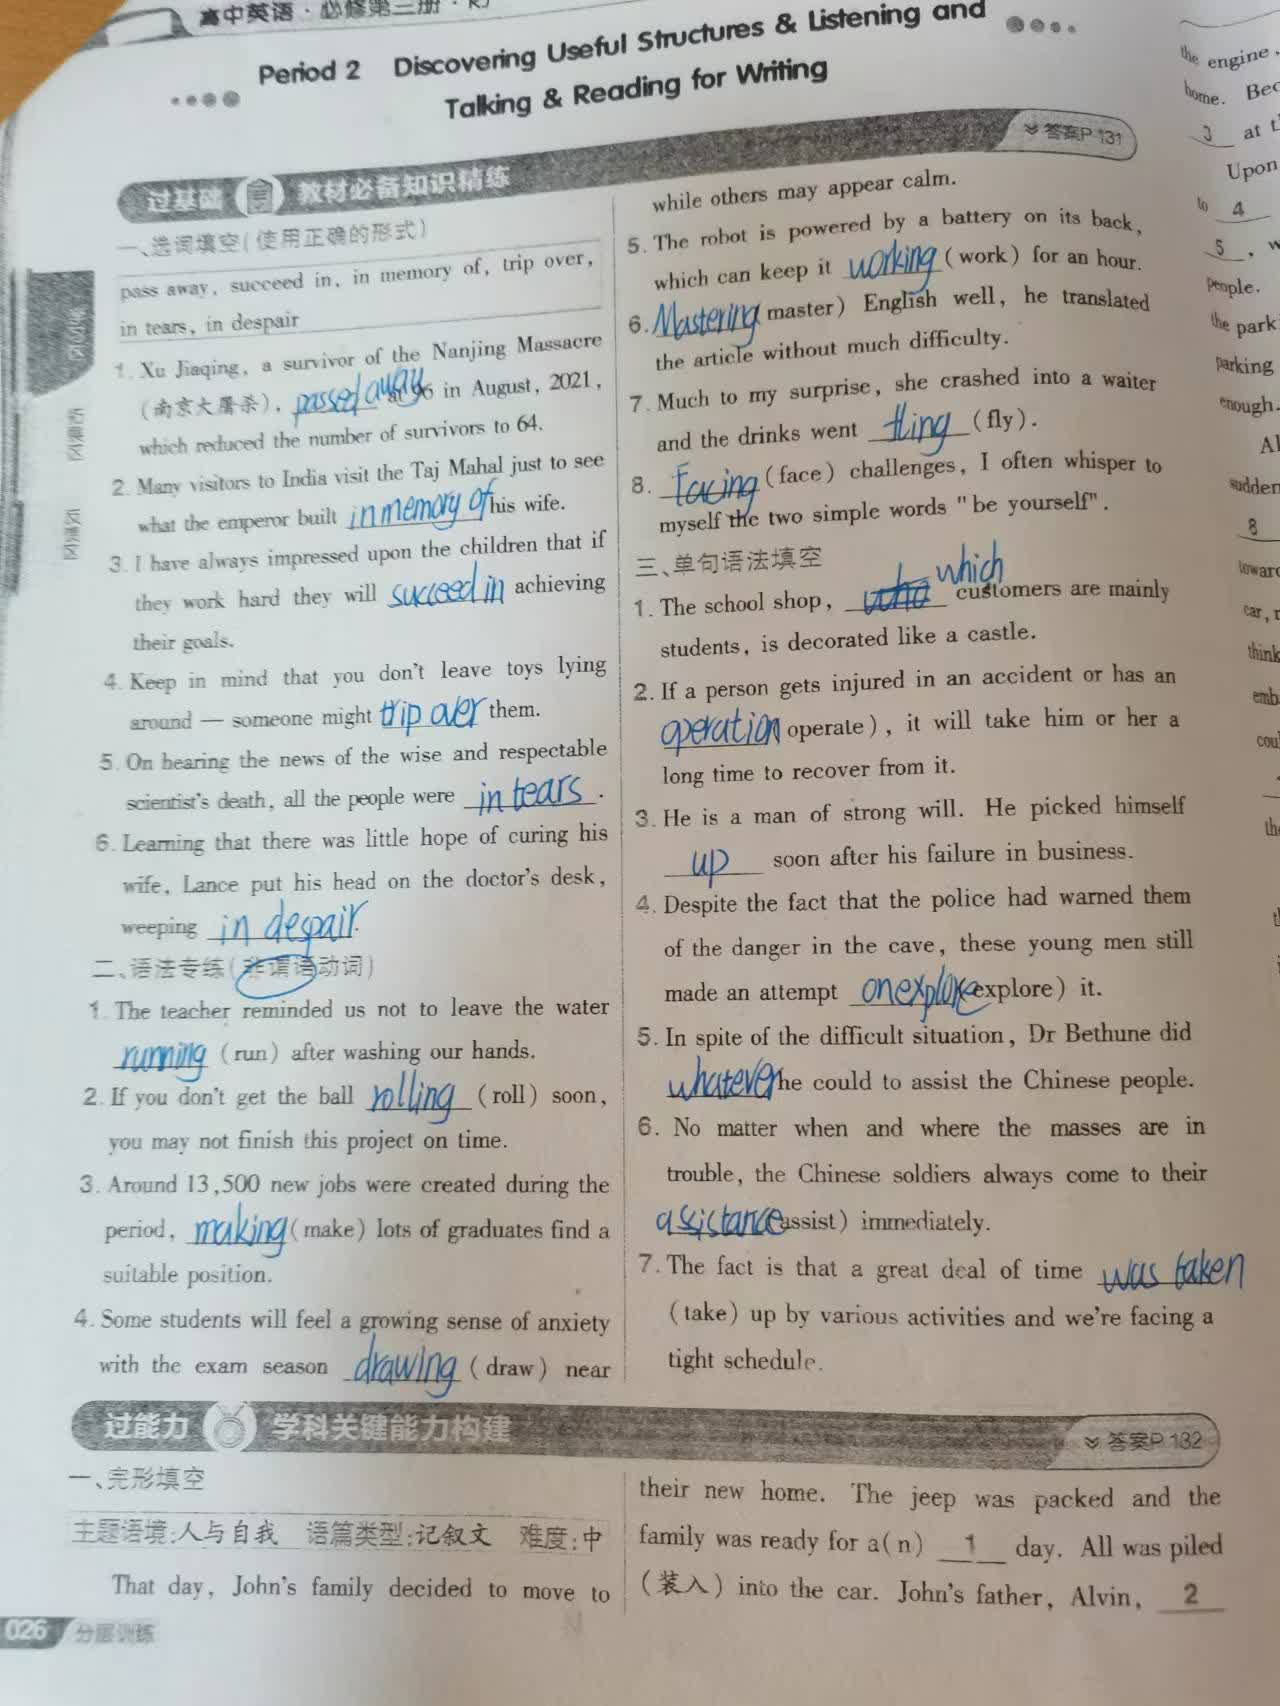 高中英语·必修第三册·RJ
Period 2 Discovering Useful Structures & Listening and
Talking & Reading for Writing
答案P 131
过基础 教材必备知识精练
一、选词填空(使用正确的形式)
pass away, succeed in, in memory of, trip over,
in tears, in despair
1. Xu Jiaqing, a survivor of the Nanjing Massacre
(南京大屠杀), passed away at 96 in August, 2021,
which reduced the number of survivors to 64.
2. Many visitors to India visit the Taj Mahal just to see
what the emperor built in memory of his wife.
3. I have always impressed upon the children that if
they work hard they will succeed in achieving
their goals.
4. Keep in mind that you don't leave toys lying
around — someone might trip over them.
5. On hearing the news of the wise and respectable
scientist's death, all the people were in tears.
6. Learning that there was little hope of curing his
wife, Lance put his head on the doctor's desk,
weeping in despair.
二、语法专练(非谓语动词)
1. The teacher reminded us not to leave the water
running (run) after washing our hands.
2. If you don't get the ball rolling (roll) soon,
you may not finish this project on time.
3. Around 13,500 new jobs were created during the
period, making (make) lots of graduates find a
suitable position.
4. Some students will feel a growing sense of anxiety
with the exam season drawing (draw) near
while others may appear calm.
5. The robot is powered by a battery on its back,
which can keep it working (work) for an hour.
6. Mastering master) English well, he translated
the article without much difficulty.
7. Much to my surprise, she crashed into a waiter
and the drinks went fling (fly).
8. Facing (face) challenges, I often whisper to
myself the two simple words "be yourself".
三、单句语法填空
1. The school shop, which customers are mainly
students, is decorated like a castle.
2. If a person gets injured in an accident or has an
operation operate), it will take him or her a
long time to recover from it.
3. He is a man of strong will. He picked himself
up soon after his failure in business.
4. Despite the fact that the police had warned them
of the danger in the cave, these young men still
made an attempt onexplore (explore) it.
5. In spite of the difficult situation, Dr Bethune did
whatever he could to assist the Chinese people.
6. No matter when and where the masses are in
trouble, the Chinese soldiers always come to their
assistance assist) immediately.
7. The fact is that a great deal of time was taken
(take) up by various activities and we're facing a
tight schedule.
过能力 学科关键能力构建
答案P 132
一、完形填空
主题语境:人与自我 语篇类型:记叙文 难度:中
That day, John's family decided to move to
their new home. The jeep was packed and the
family was ready for a(n) 1 day. All was piled
(装入) into the car. John's father, Alvin, 2
026 分层训练
the engine,
home.
3 at
Upon
to 4
5 ,
people.
the park
parking
enough.
sudden
8
toward
car,
think